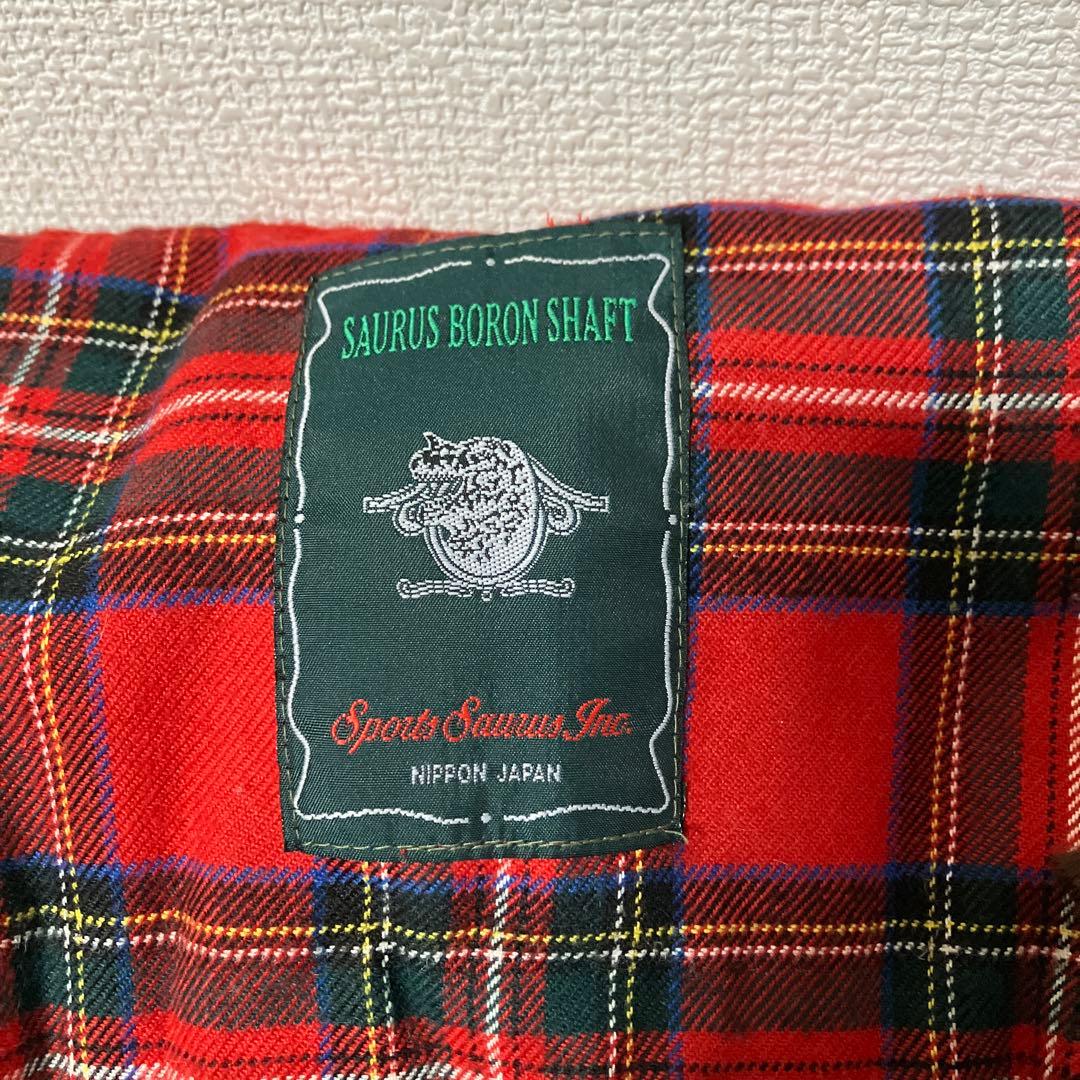 SAURUS BORON SHAFT
Sports Saurus Inc.
NIPPON JAPAN